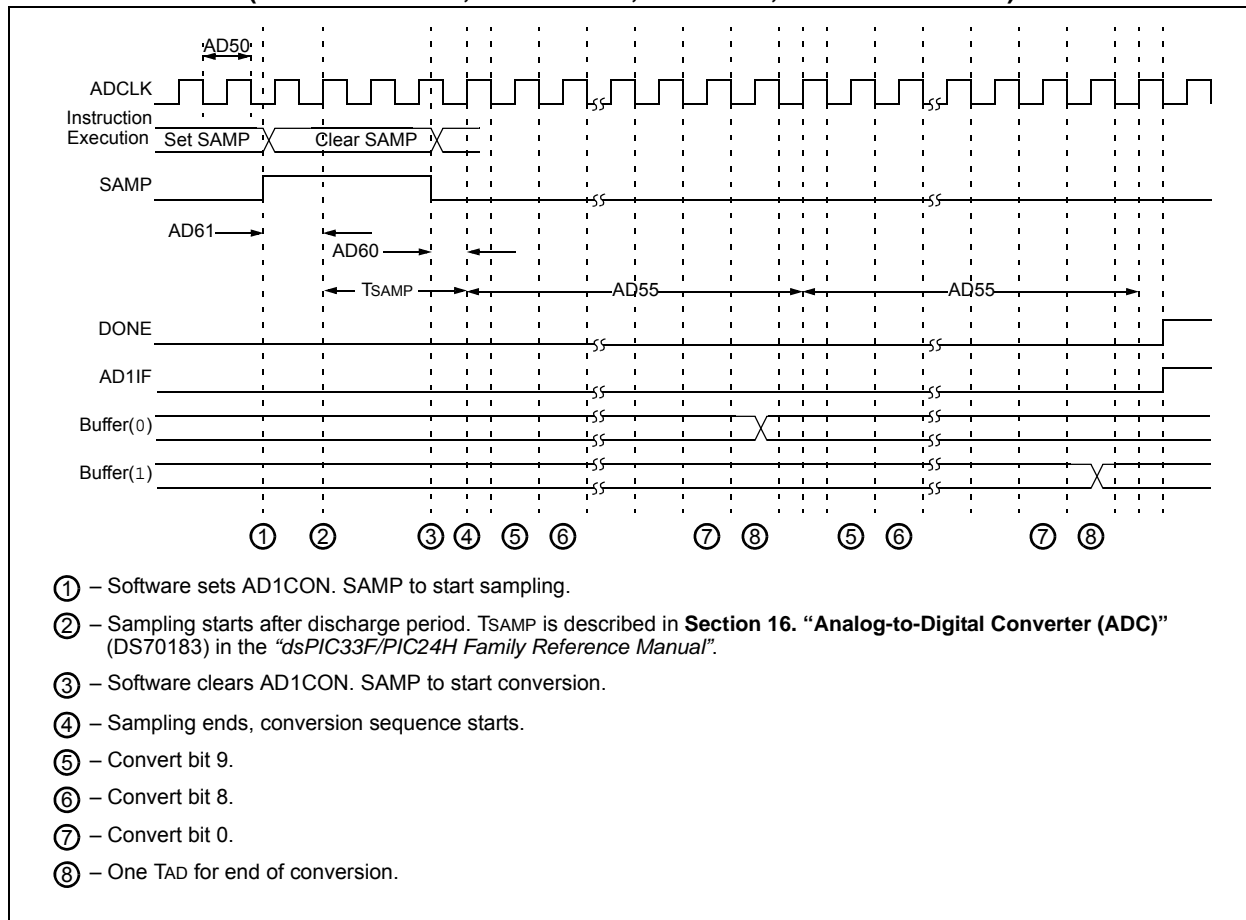 AD50
ADCLK
Instruction
Execution Set SAMP Clear SAMP
SAMP
AD61
AD60
TSAMP AD55 AD55
DONE
AD1IF
Buffer(0)
Buffer(1)
1 2 3 4 5 6 7 8 5 6 7 8
1 – Software sets AD1CON. SAMP to start sampling.
2 – Sampling starts after discharge period. TSAMP is described in Section 16. “Analog-to-Digital Converter (ADC)”
(DS70183) in the “dsPIC33F/PIC24H Family Reference Manual”.
3 – Software clears AD1CON. SAMP to start conversion.
4 – Sampling ends, conversion sequence starts.
5 – Convert bit 9.
6 – Convert bit 8.
7 – Convert bit 0.
8 – One TAD for end of conversion.